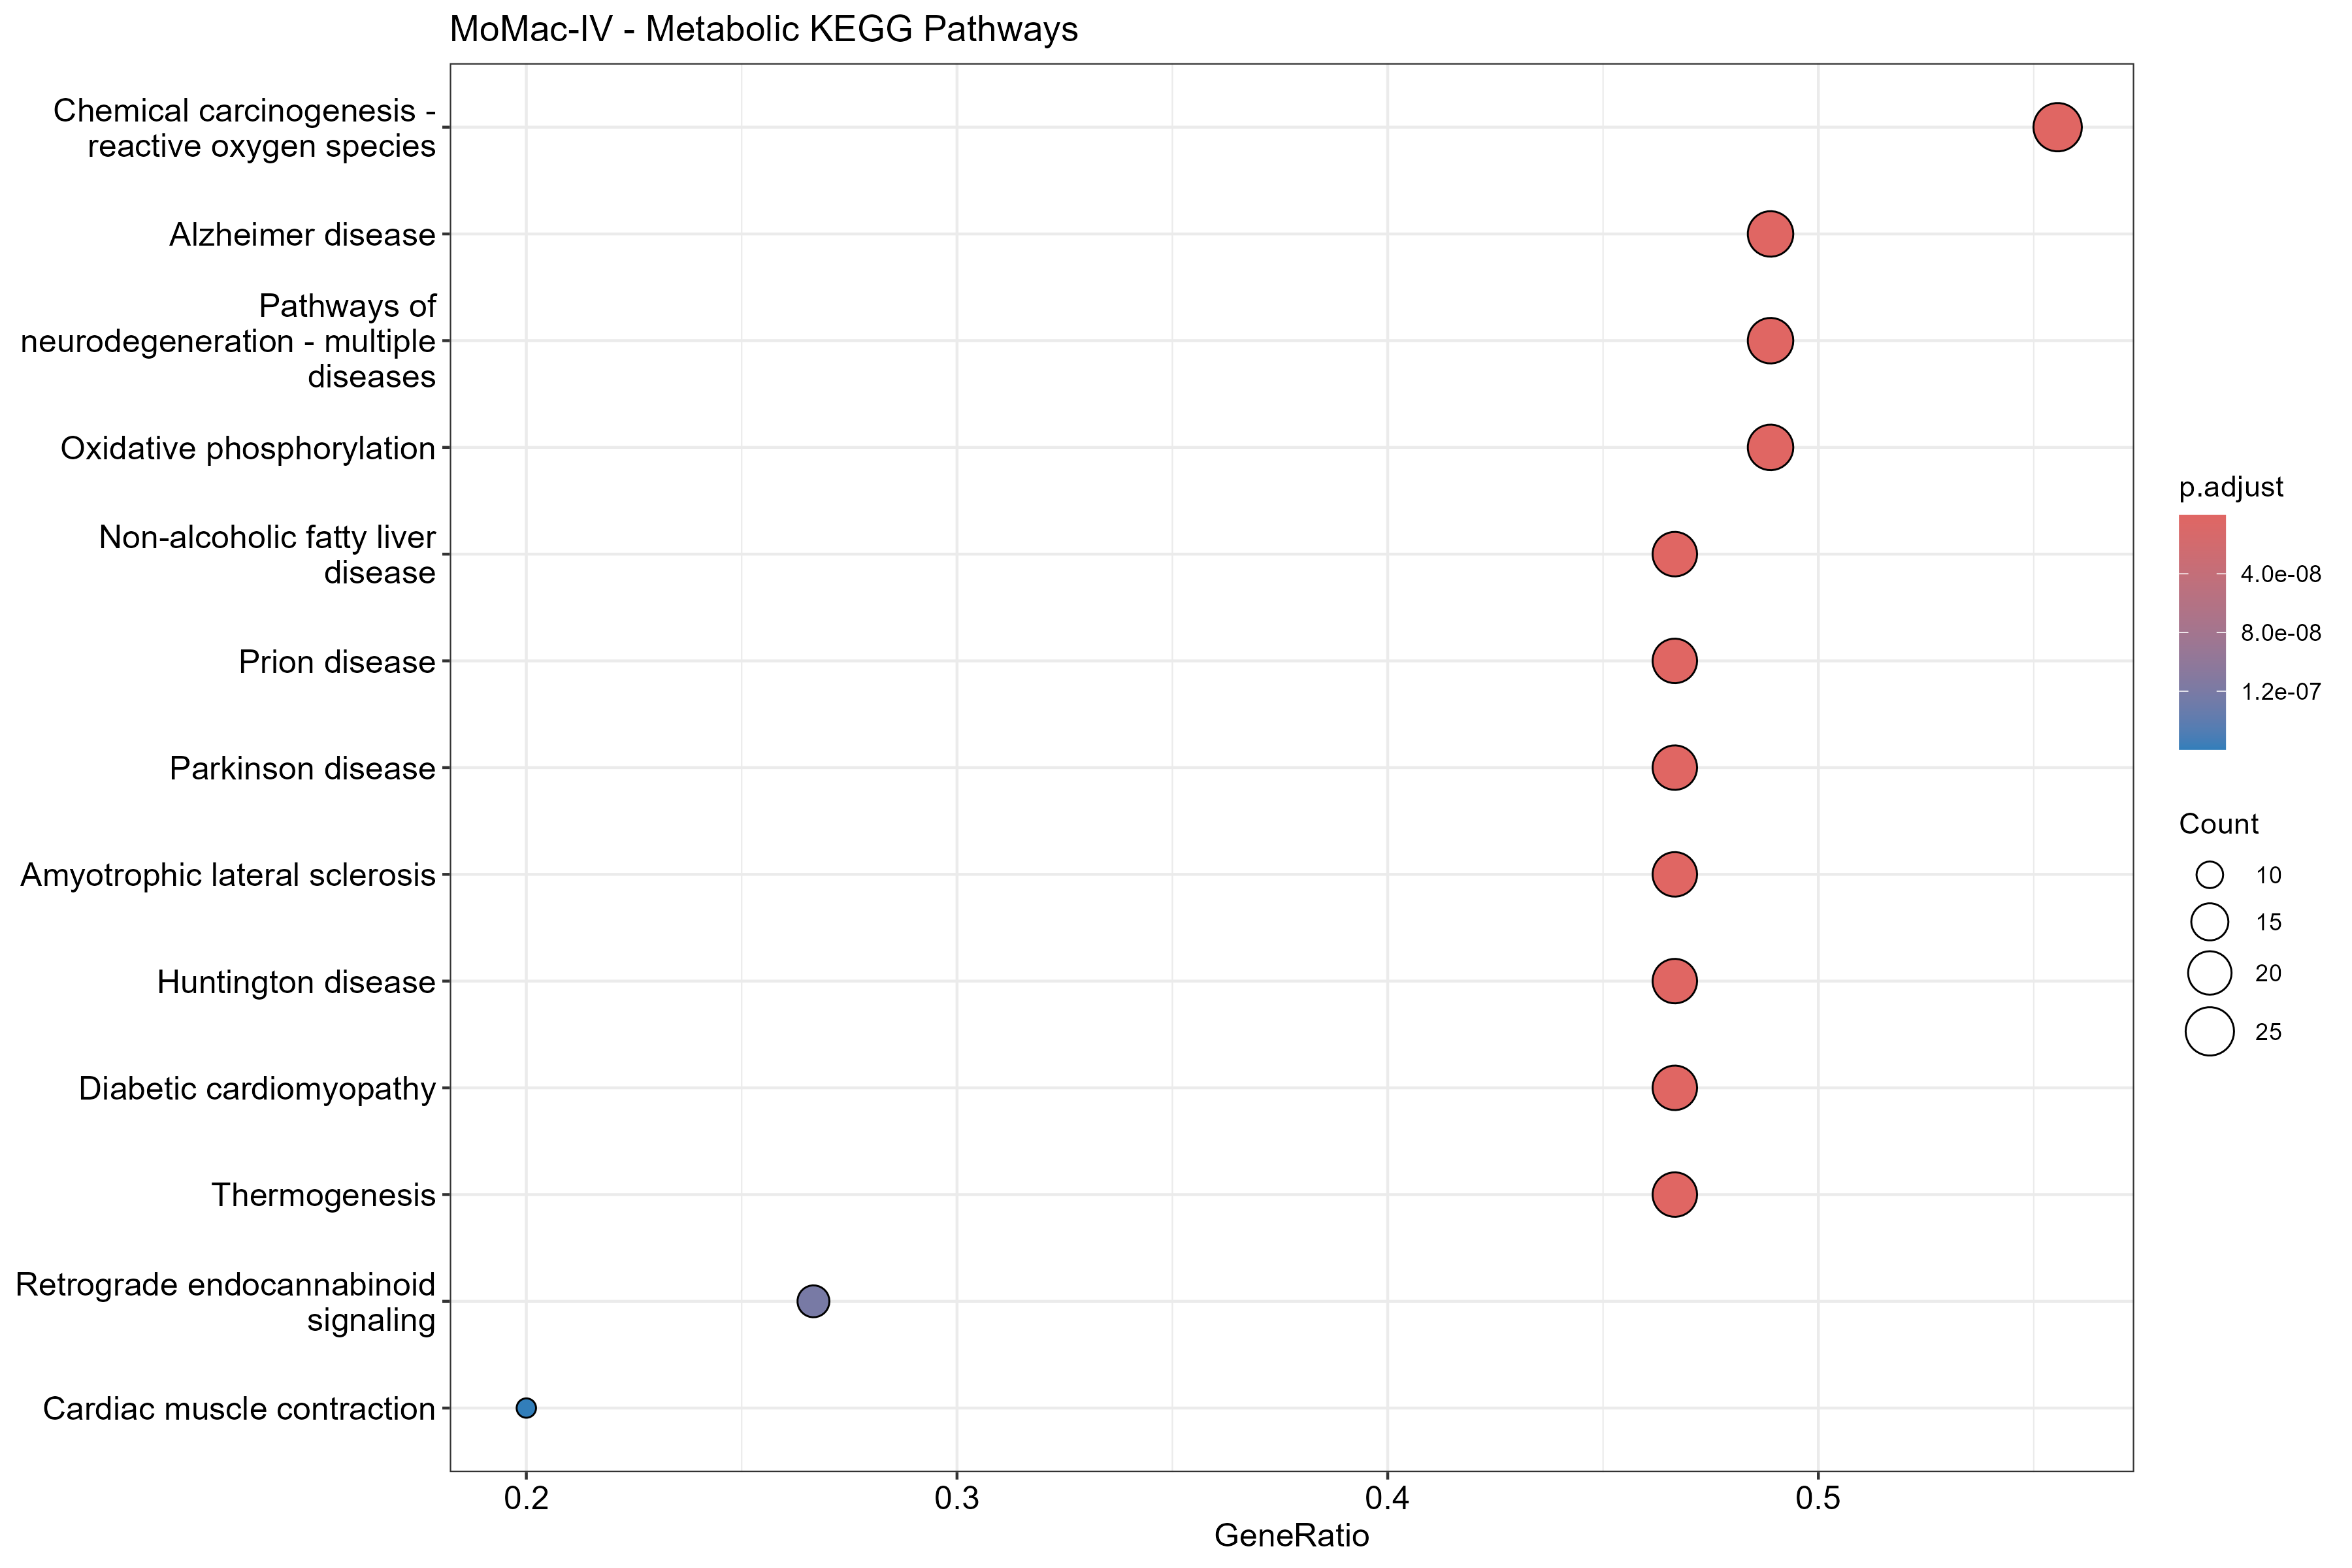 MoMac-IV - Metabolic KEGG Pathways
Chemical carcinogenesis -
reactive oxygen species
Alzheimer disease
Pathways of
neurodegeneration - multiple
diseases
Oxidative phosphorylation
Non-alcoholic fatty liver
disease
Prion disease
Parkinson disease
Amyotrophic lateral sclerosis
Huntington disease
Diabetic cardiomyopathy
Thermogenesis
Retrograde endocannabinoid
signaling
Cardiac muscle contraction
0.2
0.3
0.4
0.5
GeneRatio
p.adjust
4.0e-08
8.0e-08
1.2e-07
Count
10
15
20
25